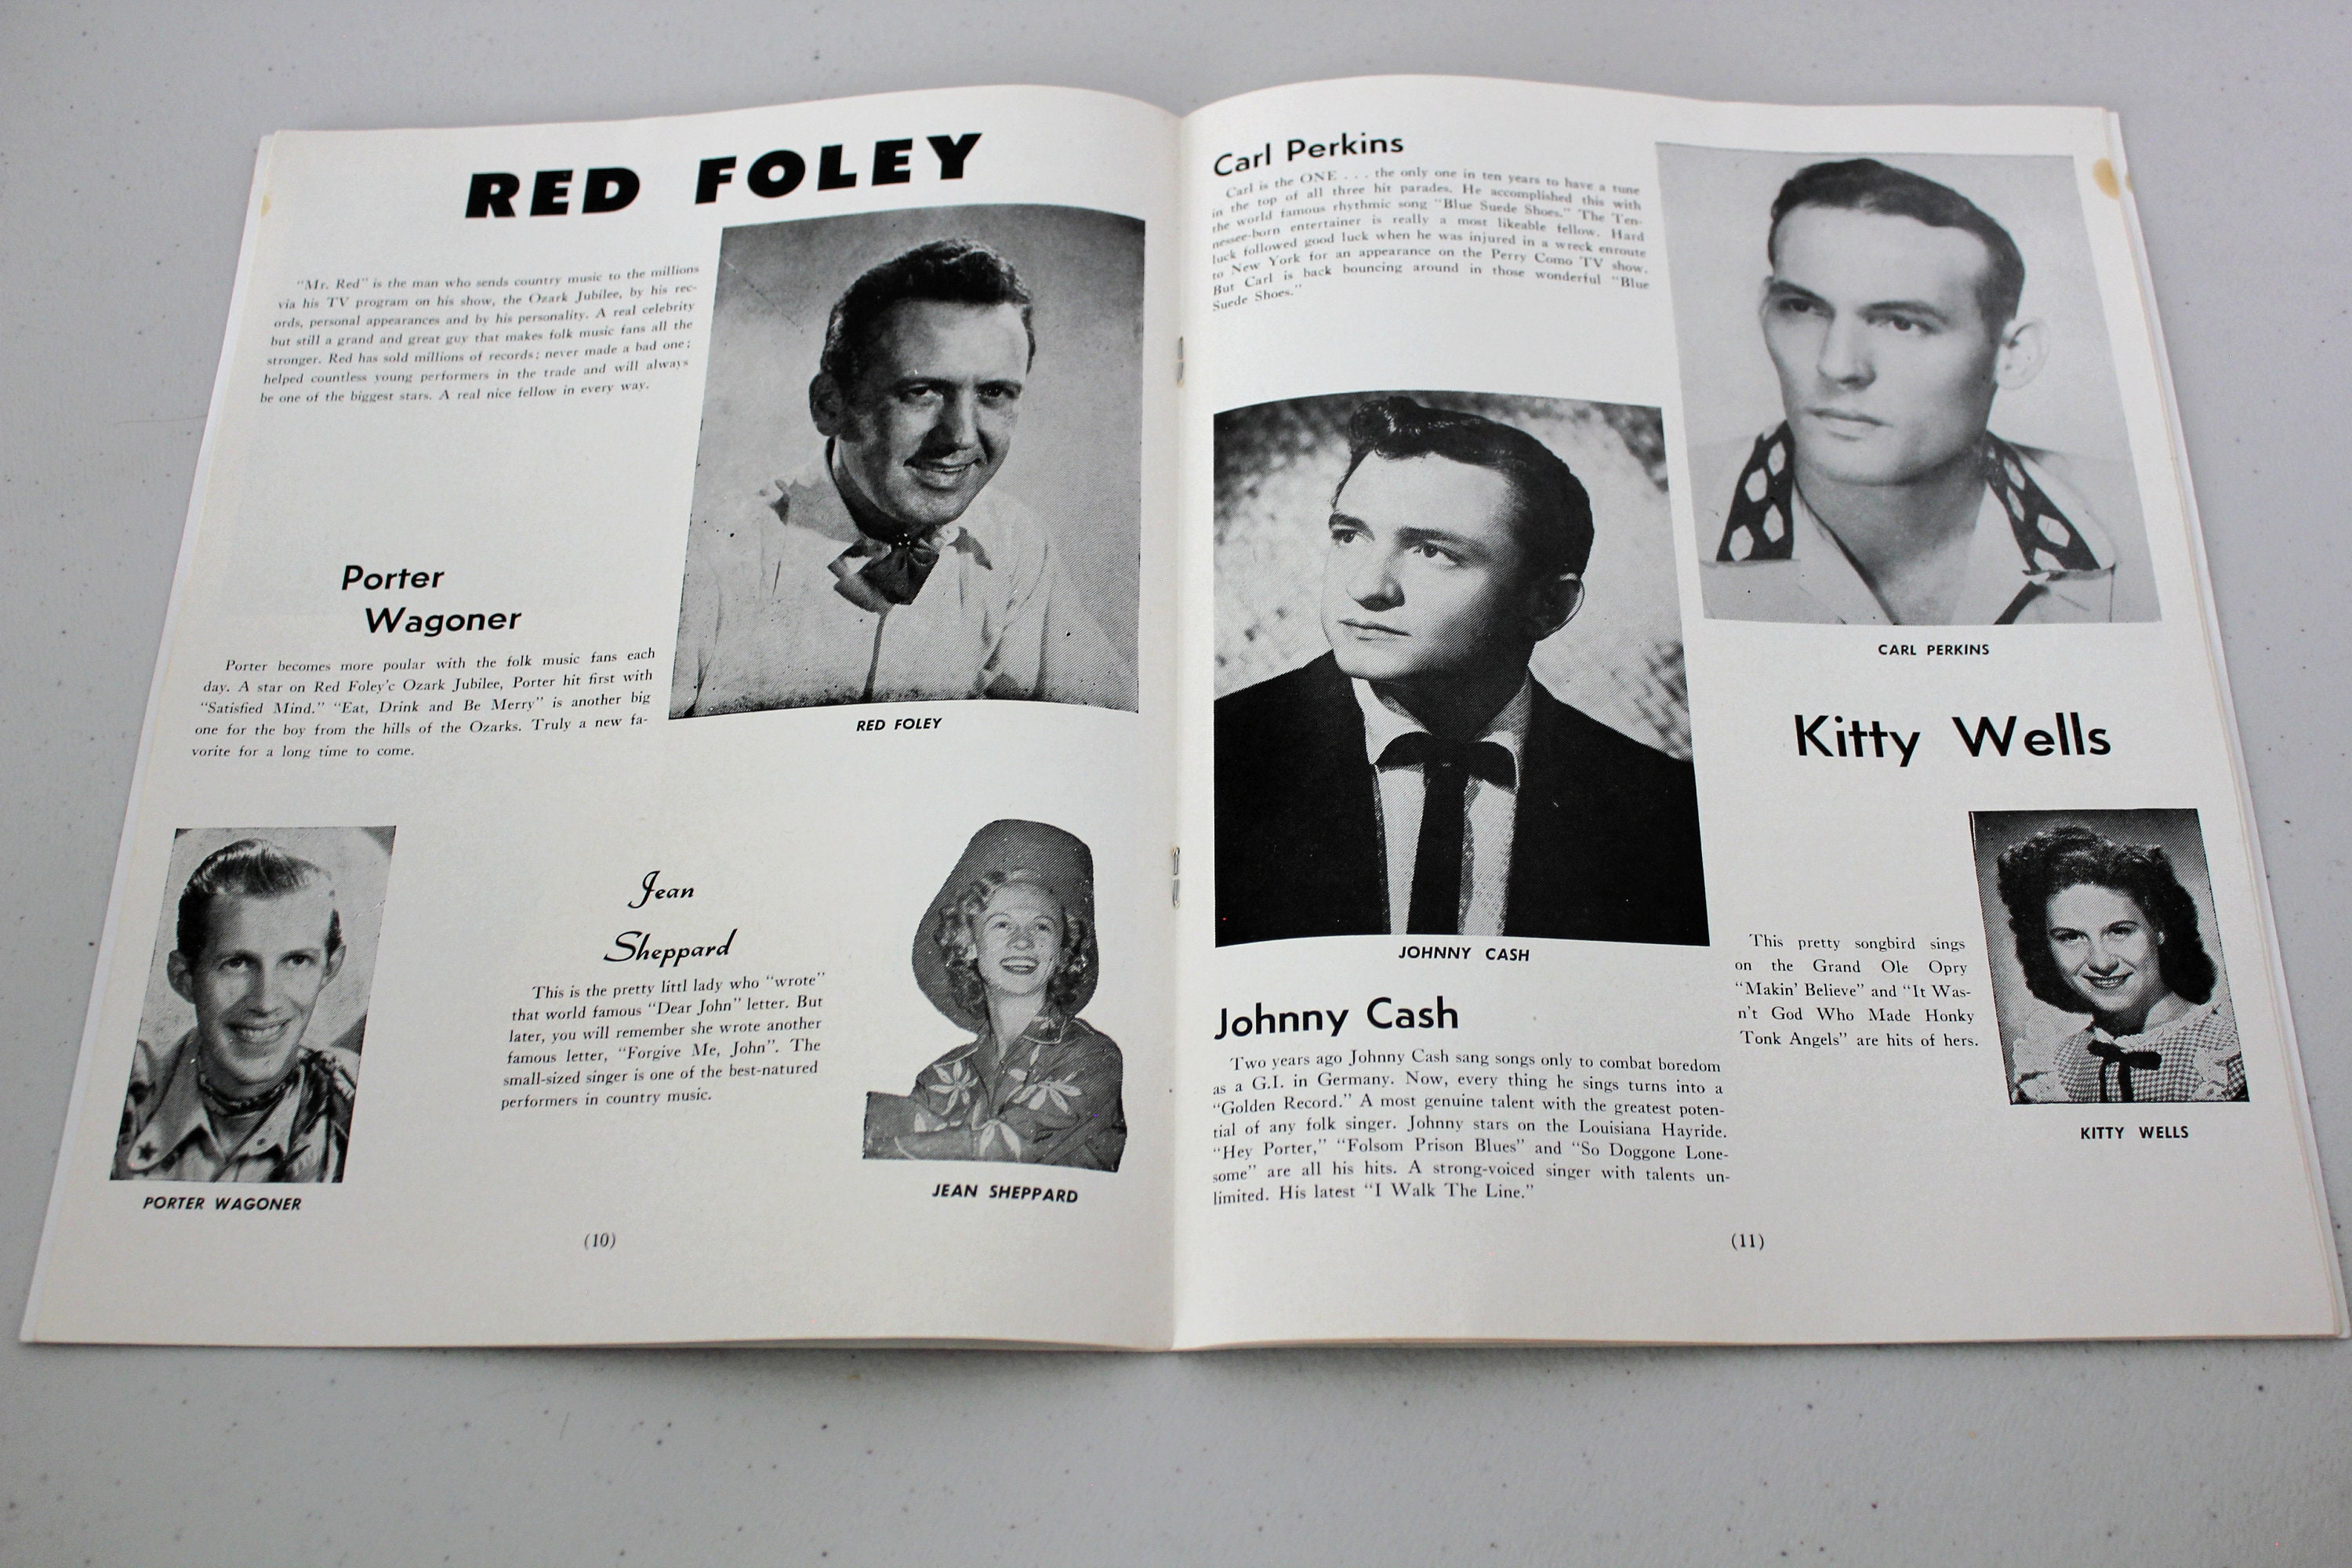 RED FOLEY
"Mr. Red" is the man who sends country music to the millions
via his TV program on his show, the Ozark Jubilee, by his rec-
ords, personal appearances and by his personality. A real celebrity
but still a grand and great guy that makes folk music fans all the
stronger. Red has sold millions of records; never made a bad one;
helped countless young performers in the trade and will always
be one of the biggest stars. A real nice fellow in every way.
RED FOLEY
Porter
Wagoner
Porter becomes more poular with the folk music fans each
day. A star on Red Foley'c Ozark Jubilee, Porter hit first with
"Satisfied Mind." "Eat, Drink and Be Merry" is another big
one for the boy from the hills of the Ozarks. Truly a new fa-
vorite for a long time to come.
PORTER WAGONER
Jean
Sheppard
This is the pretty littl lady who "wrote"
that world famous "Dear John" letter. But
later, you will remember she wrote another
famous letter, "Forgive Me, John". The
small-sized singer is one of the best-natured
performers in country music.
JEAN SHEPPARD
(10)
Carl Perkins
Carl is the ONE . . . the only one in ten years to have a tune
in the top of all three hit parades. He accomplished this with
the world famous rhythmic song "Blue Suede Shoes." The Ten-
nessee-born entertainer is really a most likeable fellow. Hard
luck followed good luck when he was injured in a wreck enroute
to New York for an appearance on the Perry Como TV show.
But Carl is back bouncing around in those wonderful "Blue
Suede Shoes."
CARL PERKINS
JOHNNY CASH
Johnny Cash
Two years ago Johnny Cash sang songs only to combat boredom
as a G.I. in Germany. Now, every thing he sings turns into a
"Golden Record." A most genuine talent with the greatest poten-
tial of any folk singer. Johnny stars on the Louisiana Hayride.
"Hey Porter," "Folsom Prison Blues" and "So Doggone Lone-
some" are all his hits. A strong-voiced singer with talents un-
limited. His latest "I Walk The Line."
Kitty Wells
This pretty songbird sings
on the Grand Ole Opry
"Makin' Believe" and "It Was-
n't God Who Made Honky
Tonk Angels" are hits of hers.
KITTY WELLS
(11)